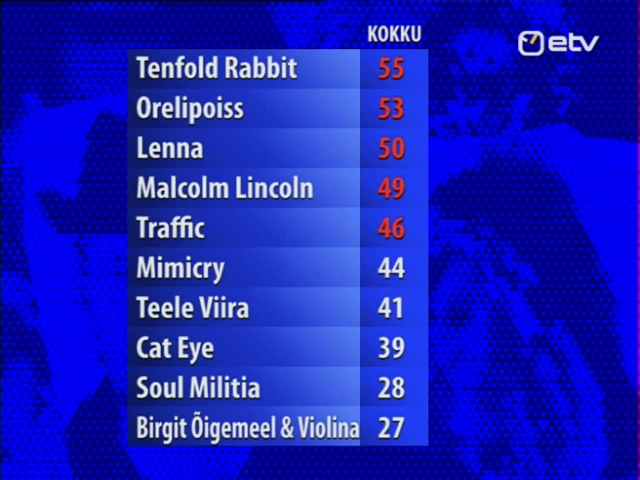 KOKKU
etv
Tenfold Rabbit 55
Orelipoiss 53
Lenna 50
Malcolm Lincoln 49
Traffic 46
Mimicry 44
Teele Viira 41
Cat Eye 39
Soul Militia 28
Birgit Õigemeel & Violina 27